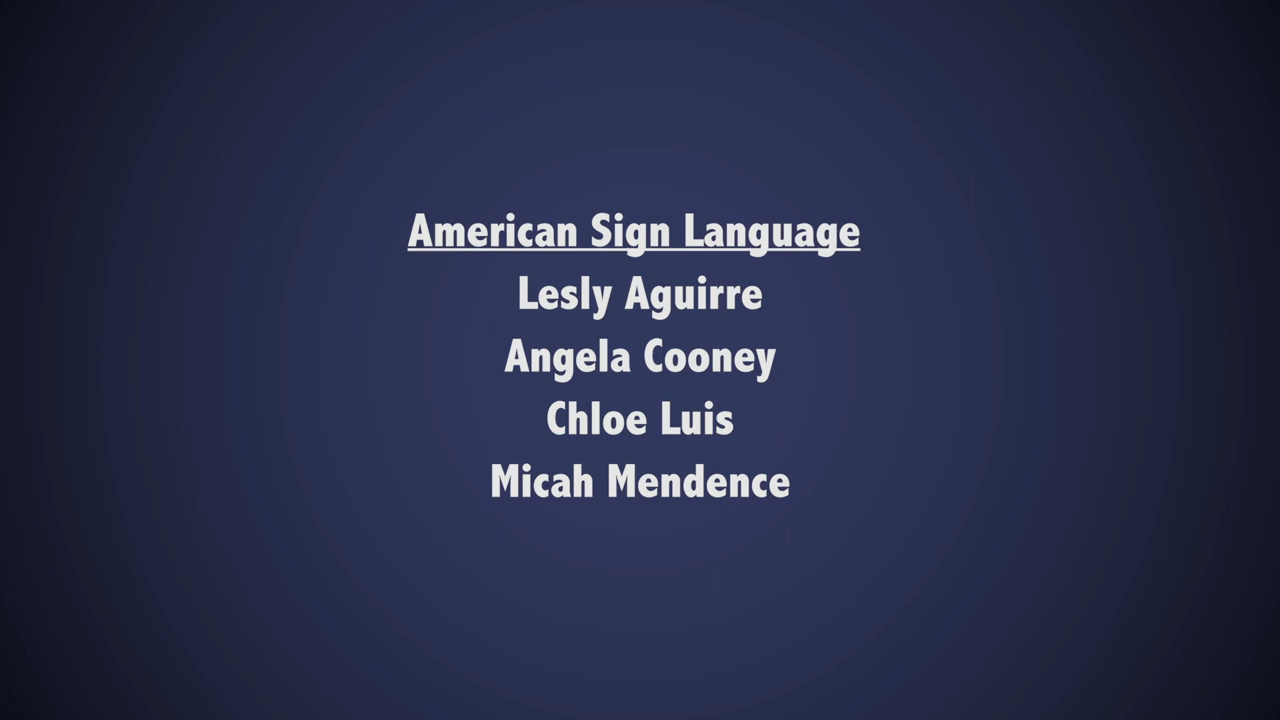 American Sign Language
Lesly Aguirre
Angela Cooney
Chloe Luis
Micah Mendence